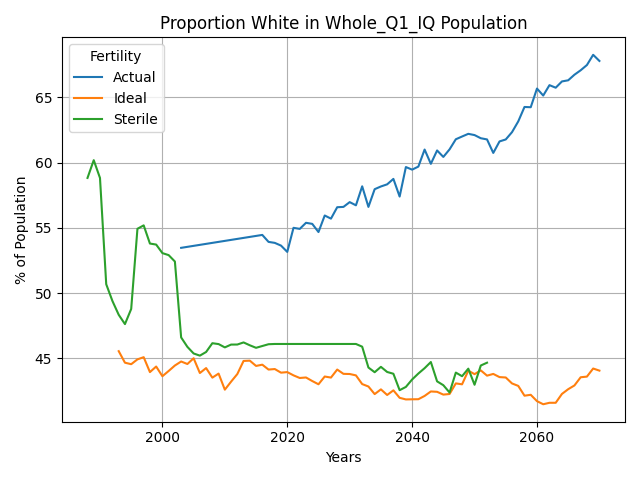 Proportion White in Whole_Q1_IQ Population
Fertility
Actual
Ideal
Sterile
% of Population
65
60
55
50
45
2000
2020
2040
2060
Years